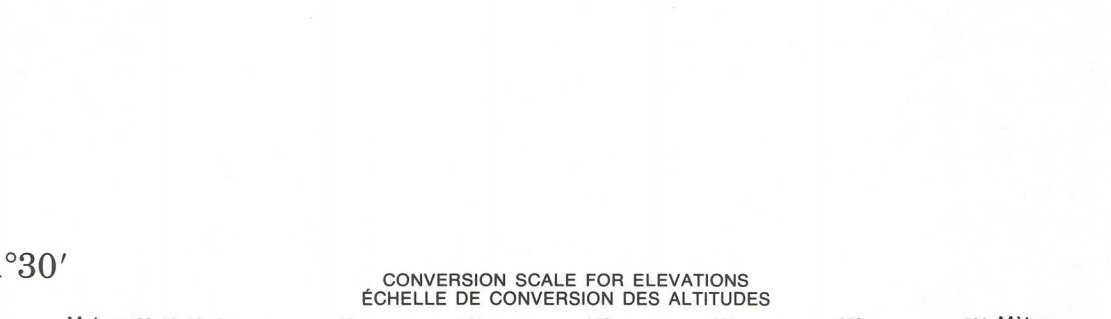 °30′
CONVERSION SCALE FOR ELEVATIONS
ÉCHELLE DE CONVERSION DES ALTITUDES